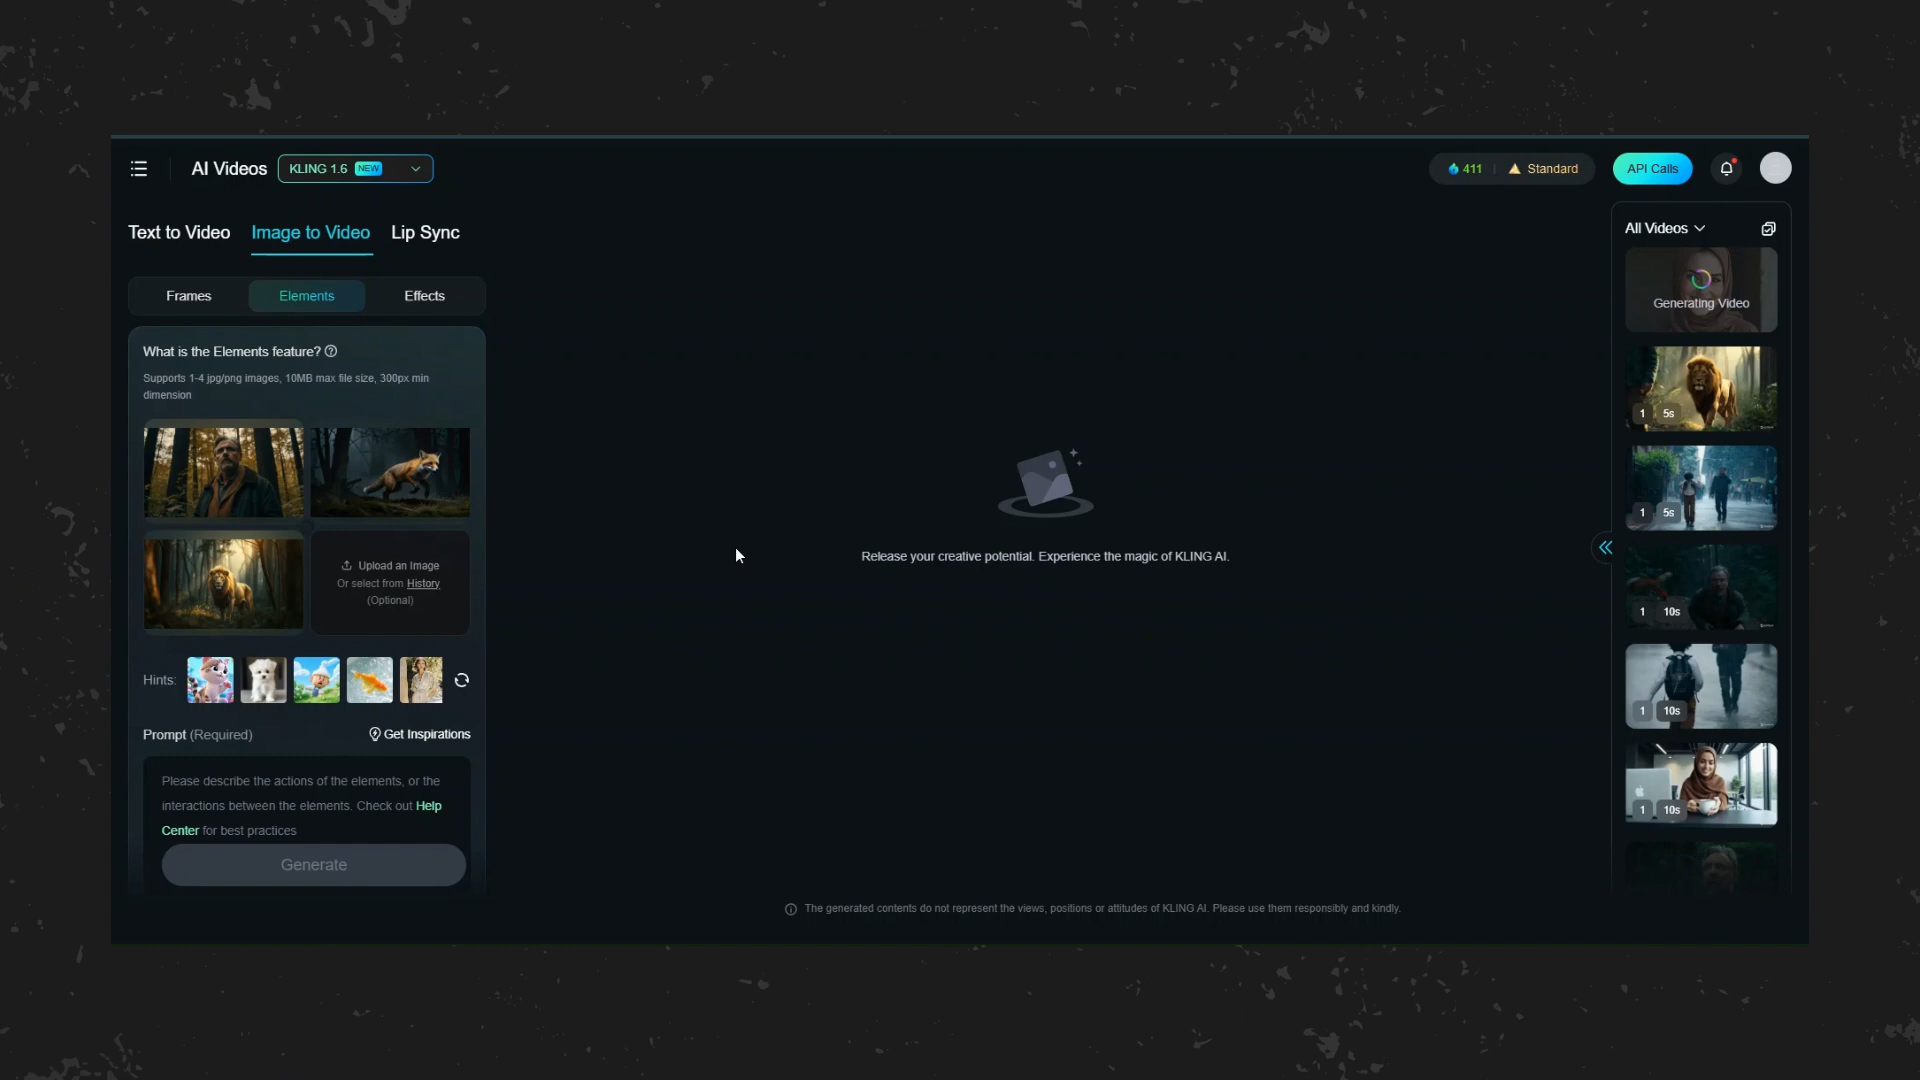 AI Videos
KLING 1.6 NEW
411
Standard
API Calls
Text to Video
Image to Video
Lip Sync
Frames
Elements
Effects
What is the Elements feature?
Supports 1-4 jpg/png images, 10MB max file size, 300px min
dimension
Upload an Image
Or select from History
(Optional)
Hints:
Prompt (Required)
Get Inspirations
Please describe the actions of the elements, or the
interactions between the elements. Check out Help
Center for best practices
Generate
Release your creative potential. Experience the magic of KLING AI.
The generated contents do not represent the views, positions or attitudes of KLING AI. Please use them responsibly and kindly.
All Videos
Generating Video
1 5s
1 5s
1 10s
1 10s
1 10s